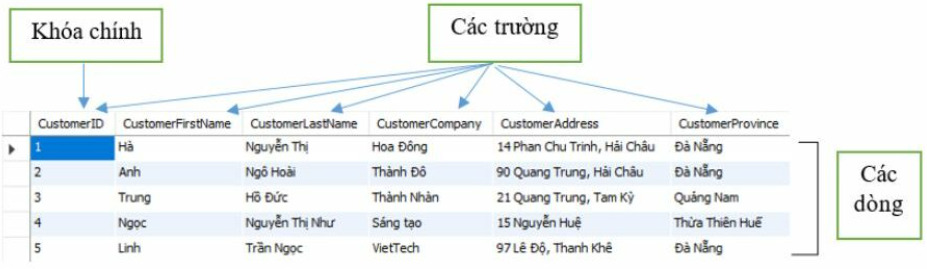 Khóa chính
Các trường
CustomerID CustomerFirstName CustomerLastName CustomerCompany CustomerAddress CustomerProvince
1 Hà Nguyễn Thị Hoa Đông 14 Phan Chu Trinh, Hải Châu Đà Nẵng
2 Anh Ngô Hoài Thành Đô 90 Quang Trung, Hải Châu Đà Nẵng
3 Trung Hồ Đức Thành Nhàn 21 Quang Trung, Tam Kỳ Quảng Nam
4 Ngọc Nguyễn Thị Như Sáng tạo 15 Nguyễn Huệ Thừa Thiên Huế
5 Linh Trần Ngọc VietTech 97 Lê Độ, Thanh Khê Đà Nẵng
Các
dòng